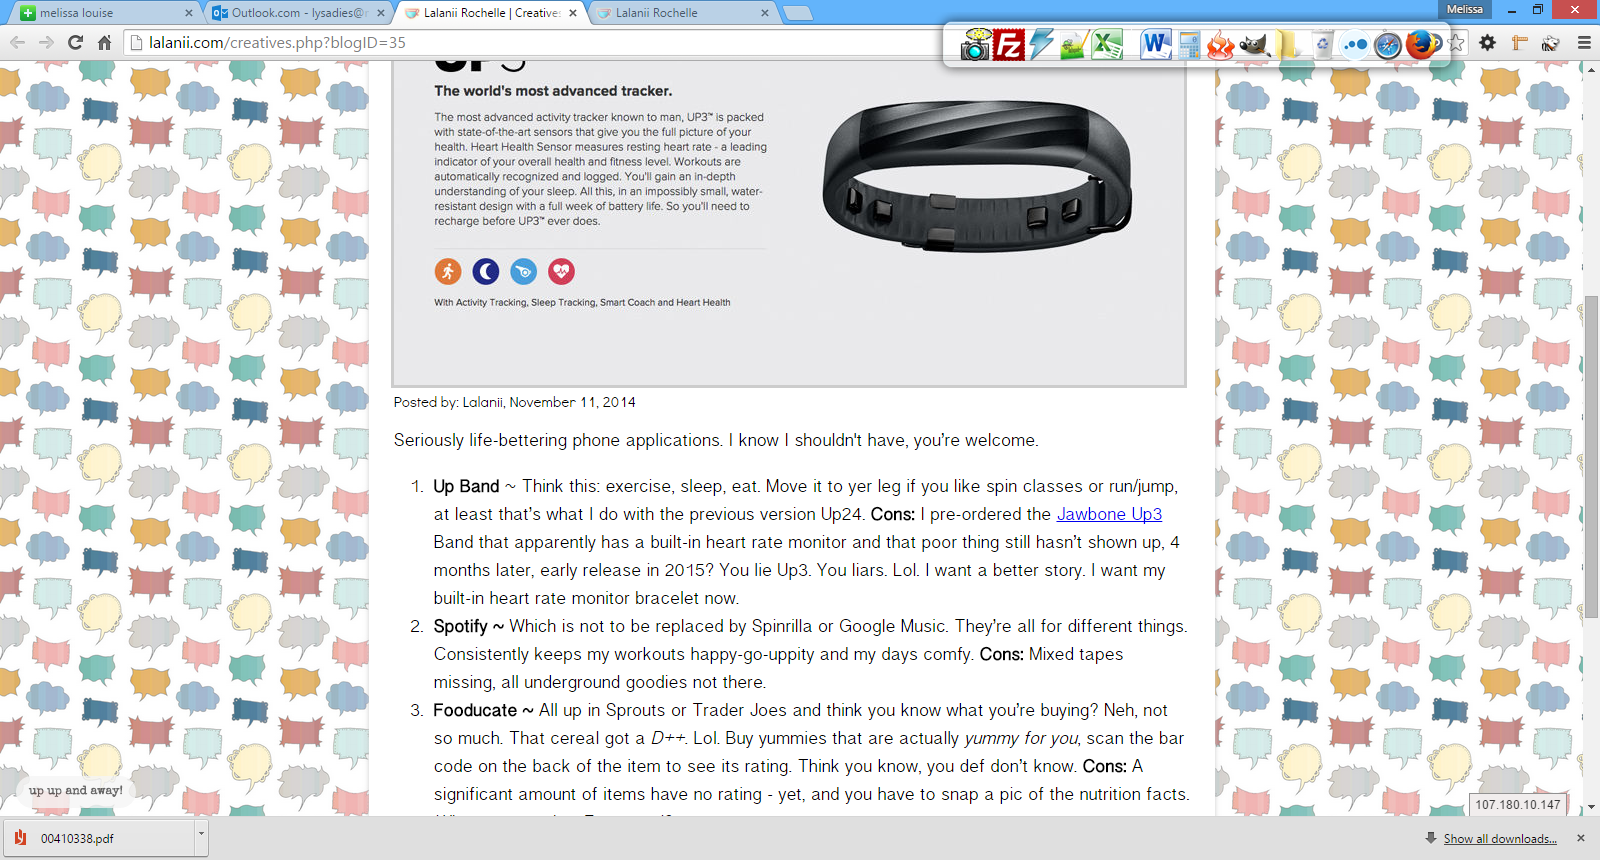 melissa louise
Outlook.com - lysadies@
Lalanii Rochelle | Creative
Lalanii Rochelle
Melissa
lalanii.com/creatives.php?blogID=35
UP3
The world's most advanced tracker.
The most advanced activity tracker known to man, UP3™ is packed
with state-of-the-art sensors that give you the full picture of your
health. Heart Health Sensor measures resting heart rate - a leading
indicator of your overall health and fitness level. Workouts are
automatically recognized and logged. You'll gain an in-depth
understanding of your sleep. All this, in an impossibly small, water-
resistant design with a full week of battery life. So you'll need to
recharge before UP3™ ever does.
With Activity Tracking, Sleep Tracking, Smart Coach and Heart Health
Posted by: Lalanii, November 11, 2014
Seriously life-bettering phone applications. I know I shouldn't have, you're welcome.
1. Up Band ~ Think this: exercise, sleep, eat. Move it to yer leg if you like spin classes or run/jump,
at least that's what I do with the previous version Up24. Cons: I pre-ordered the Jawbone Up3
Band that apparently has a built-in heart rate monitor and that poor thing still hasn't shown up, 4
months later, early release in 2015? You lie Up3. You liars. Lol. I want a better story. I want my
built-in heart rate monitor bracelet now.
2. Spotify ~ Which is not to be replaced by Spinrilla or Google Music. They're all for different things.
Consistently keeps my workouts happy-go-uppity and my days comfy. Cons: Mixed tapes
missing, all underground goodies not there.
3. Fooducate ~ All up in Sprouts or Trader Joes and think you know what you're buying? Neh, not
so much. That cereal got a D++. Lol. Buy yummies that are actually yummy for you, scan the bar
code on the back of the item to see its rating. Think you know, you def don't know. Cons: A
significant amount of items have no rating - yet, and you have to snap a pic of the nutrition facts.
up up and away!
107.180.10.147
00410338.pdf
Show all downloads...